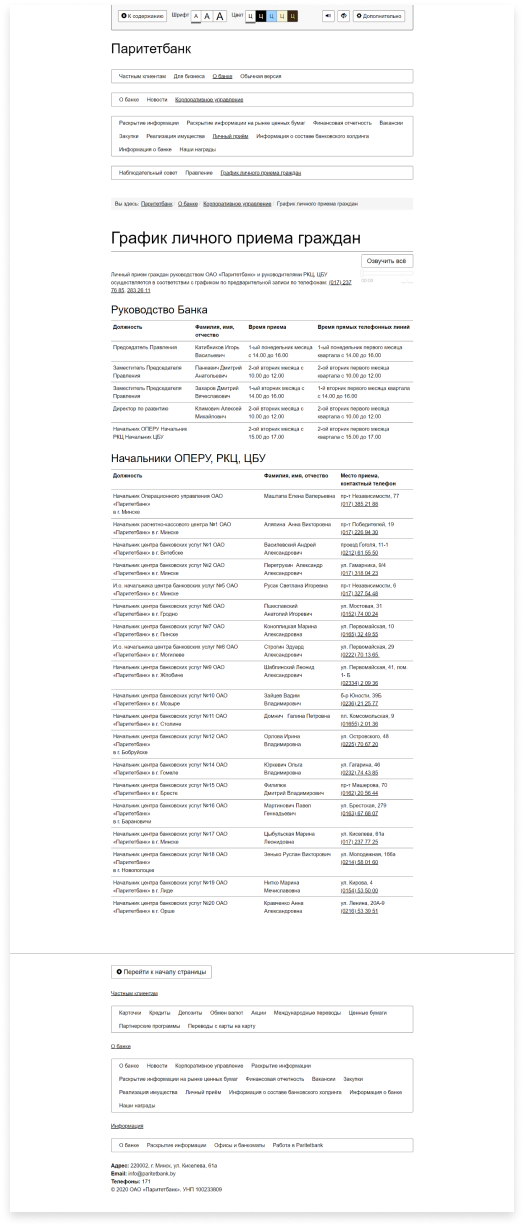 К содержанию Шрифт А А А Цвет Ц Ц Ц Ц Ц Дополнительно
Паритетбанк
Частным клиентам Для бизнеса О банке Обычная версия
О банке Новости Корпоративное управление
Раскрытие информации Раскрытие информации на рынке ценных бумаг Финансовая отчетность Вакансии
Закупки Реализация имущества Личный приём Информация о составе банковского холдинга
Информация о банке Наши награды
Наблюдательный совет Правление График личного приема граждан
Вы здесь: Паритетбанк О банке Корпоративное управление График личного приема граждан
График личного приема граждан
Озвучить всё
00:00
Личный прием граждан руководством ОАО «Паритетбанк» и руководителями РКЦ, ЦБУ
осуществляется в соответствии с графиком по предварительной записи по телефонам:
Руководство Банка
Должность Фамилия, имя, отчество Время приема Время прямых телефонных линий
Председатель Правления Катибников Игорь Васильевич 1-ый понедельник месяца с 14.00 до 16.00 1-ый понедельник первого месяца квартала с 14.00 до 16.00
Заместитель Председателя Правления Панкевич Дмитрий Анатольевич 2-ой вторник месяца с 10.00 до 12.00 2-ой вторник первого месяца квартала с 10.00 до 12.00
Заместитель Председателя Правления Захаров Дмитрий Вячеславович 1-ый вторник месяца с 14.00 до 16.00 1-й вторник первого месяца квартала с 14.00 до 16.00
Директор по развитию Климович Алексей Михайлович 2-ой вторник месяца с 10.00 до 12.00 2-ой вторник первого месяца квартала с 10.00 до 12.00
Начальник ОПЕРУ Начальник РКЦ Начальник ЦБУ 2-ой вторник месяца с 15.00 до 17.00 2-ой вторник первого месяца квартала с 15.00 до 17.00
Начальники ОПЕРУ, РКЦ, ЦБУ
Должность Фамилия, имя, отчество Место приема, контактный телефон
Начальник Операционного управления ОАО «Паритетбанк» в г. Минске Машлапа Елена Валерьевна пр-т Независимости, 77 (017) 385 21 88
Начальник расчетно-кассового центра №1 ОАО «Паритетбанк» в г. Минске Аляпина Анна Викторовна пр-т Победителей, 19 (017) 226 94 30
Начальник центра банковских услуг №1 ОАО «Паритетбанк» в г. Витебске Василевский Андрей Александрович проезд Гоголя, 11-1 (0212) 61 55 50
Начальник центра банковских услуг №2 ОАО «Паритетбанк» в г. Минске Перетрухин Александр Александрович ул. Гамарника, 9/4 (017) 318 04 23
И.о. начальника центра банковских услуг №5 ОАО «Паритетбанк» в г. Минске Русак Светлана Игоревна пр-т Независимости, 6 (017) 327 54 48
Начальник центра банковских услуг №6 ОАО «Паритетбанк» в г. Гродно Пшеславский Анатолий Игоревич ул. Мостовая, 31 (0152) 74 00 24
Начальник центра банковских услуг №7 ОАО «Паритетбанк» в г. Пинске Коноплицкая Марина Александровна ул. Первомайская, 10 (0165) 32 49 55
И.о. начальника центра банковских услуг №8 ОАО «Паритетбанк» в г. Могилеве Строгин Эдуард Александрович ул. Первомайская, 29 (0222) 70 13 65
Начальник центра банковских услуг №9 ОАО «Паритетбанк» в г. Жлобине Шаблинский Леонид Александрович ул. Первомайская, 41, пом. 1- Б (02334) 2 99 36
Начальник центра банковских услуг №10 ОАО «Паритетбанк» в г. Мозыре Зайцев Вадим Владимирович б-р Юности, 39Б (0236) 21 25 77
Начальник центра банковских услуг №11 ОАО «Паритетбанк» в г. Столине Домнич Галина Петровна пл. Комсомольская, 9 (01655) 2 01 36
Начальник центра банковских услуг №12 ОАО «Паритетбанк» в г. Бобруйске Орлова Ирина Владимировна ул. Островского, 48 (0225) 70 67 20
Начальник центра банковских услуг №14 ОАО «Паритетбанк» в г. Гомеле Юркевич Ольга Владимировна ул. Гагарина, 46 (0232) 74 43 85
Начальник центра банковских услуг №15 ОАО «Паритетбанк» в г. Бресте Филипюк Дмитрий Владимирович пр-т Машерова, 70 (0162) 20 56 44
Начальник центра банковских услуг №16 ОАО «Паритетбанк» в г. Барановичи Мартинович Павел Геннадьевич ул. Брестская, 279 (0163) 67 68 07
Начальник центра банковских услуг №17 ОАО «Паритетбанк» в г. Минске Цыбульская Марина Леонидовна ул. Киселева, 61а (017) 237 77 25
Начальник центра банковских услуг №18 ОАО «Паритетбанк» в г. Новополоцке Зенько Руслан Викторович ул. Молодежная, 166а (0214) 58 01 60
Начальник центра банковских услуг №19 ОАО «Паритетбанк» в г. Лиде Нитко Марина Мечиславовна ул. Кирова, 4 (0154) 53 50 00
Начальник центра банковских услуг №20 ОАО «Паритетбанк» в г. Орше Кравченко Анна Александровна ул. Ленина, 20А-9 (0216) 53 39 51
Перейти к началу страницы
Частным клиентам
Карточки Кредиты Депозиты Обмен валют Акции Международные переводы Ценные бумаги
Партнерские программы Переводы с карты на карту
О банке
О банке Новости Корпоративное управление Раскрытие информации
Раскрытие информации на рынке ценных бумаг Финансовая отчетность Вакансии Закупки
Реализация имущества Личный приём Информация о составе банковского холдинга Информация о банке
Наши награды
Информация
О банке Раскрытие информации Офисы и банкоматы Работа в Paritetbank
Адрес: 220002, г. Минск, ул. Киселева, 61а
Email: info@paritetbank.by
Телефоны: 171
© 2020 ОАО «Паритетбанк». УНП 100233809